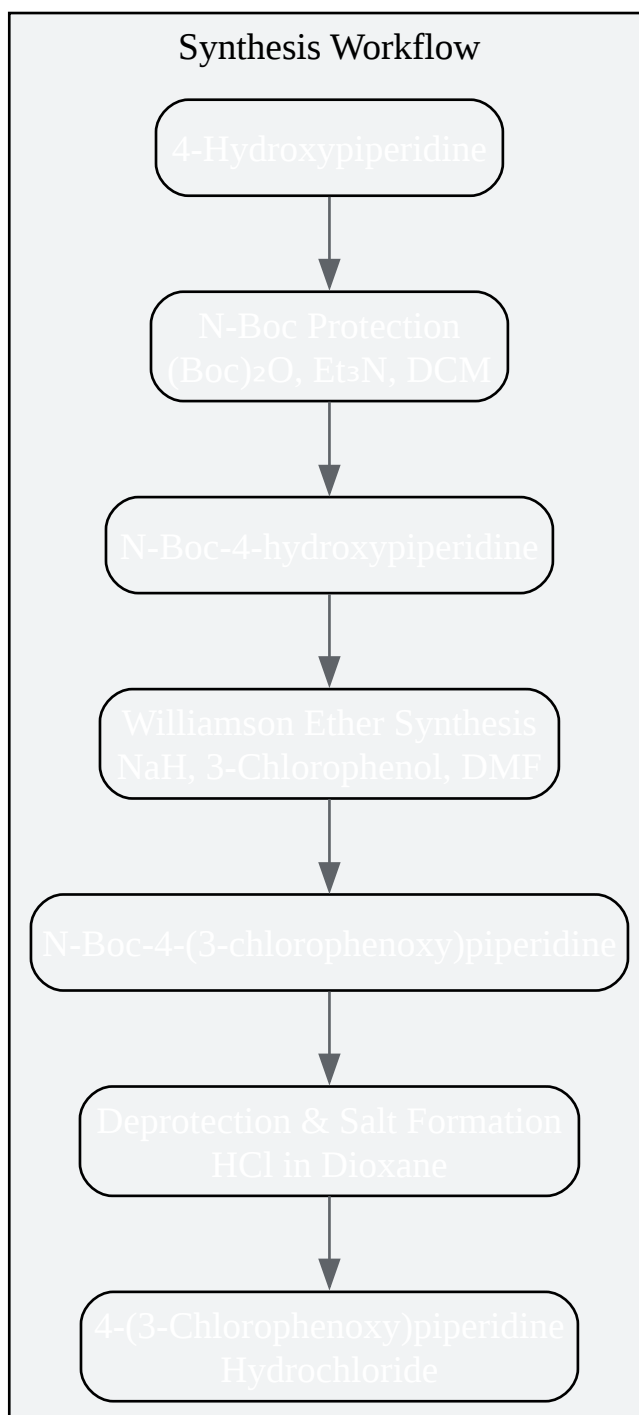 Synthesis Workflow
4-Hydroxypiperidine
N-Boc Protection
(Boc)₂O, Et₃N, DCM
N-Boc-4-hydroxypiperidine
Williamson Ether Synthesis
NaH, 3-Chlorophenol, DMF
N-Boc-4-(3-chlorophenoxy)piperidine
Deprotection & Salt Formation
HCl in Dioxane
4-(3-Chlorophenoxy)piperidine
Hydrochloride